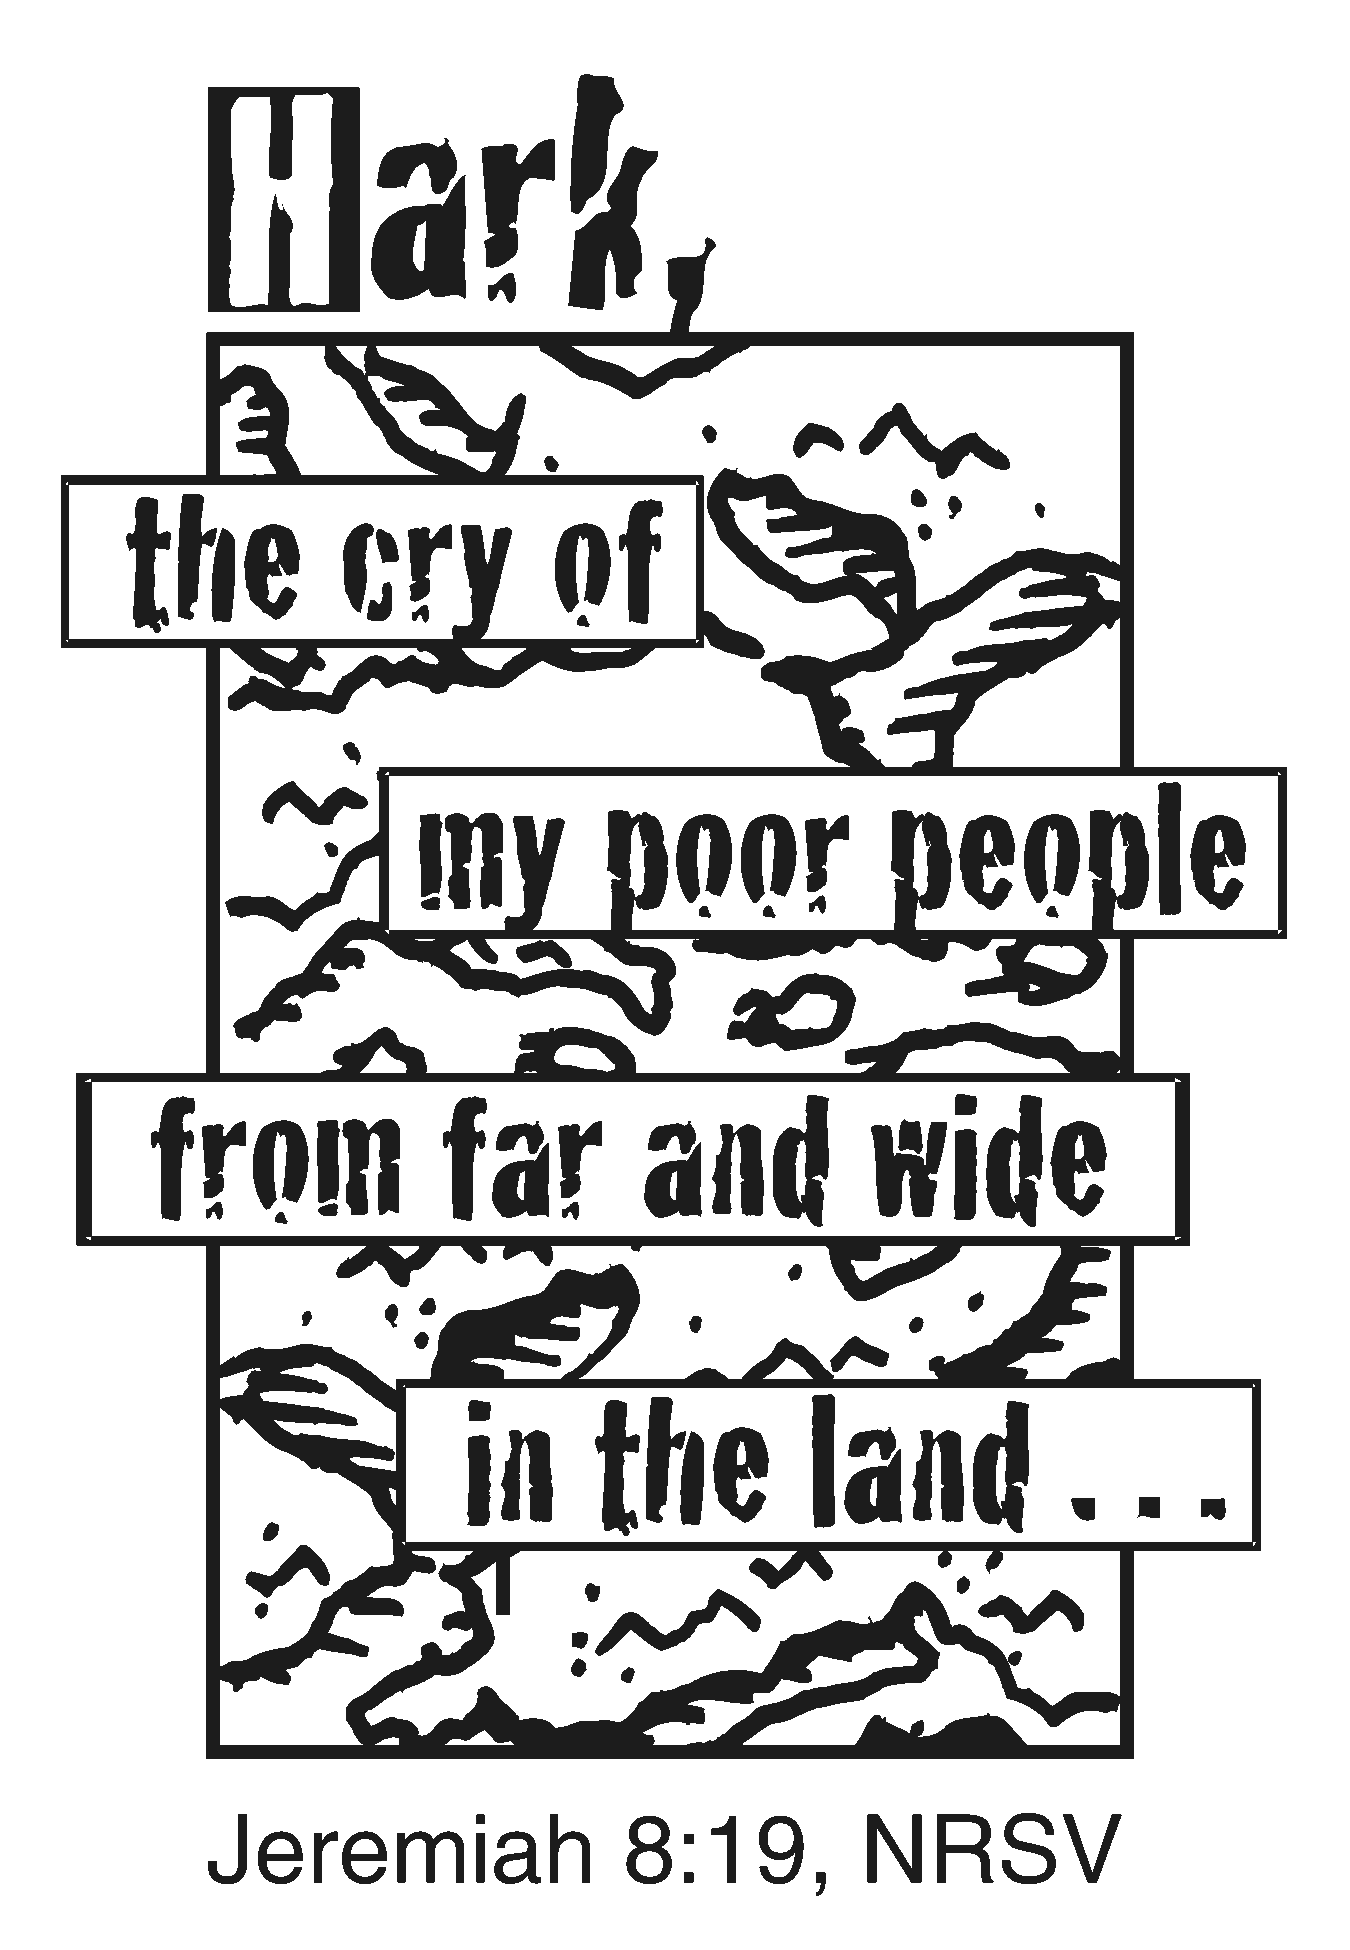 Hark,
the cry of
my poor people
from far and wide
in the land . . .
Jeremiah 8:19, NRSV